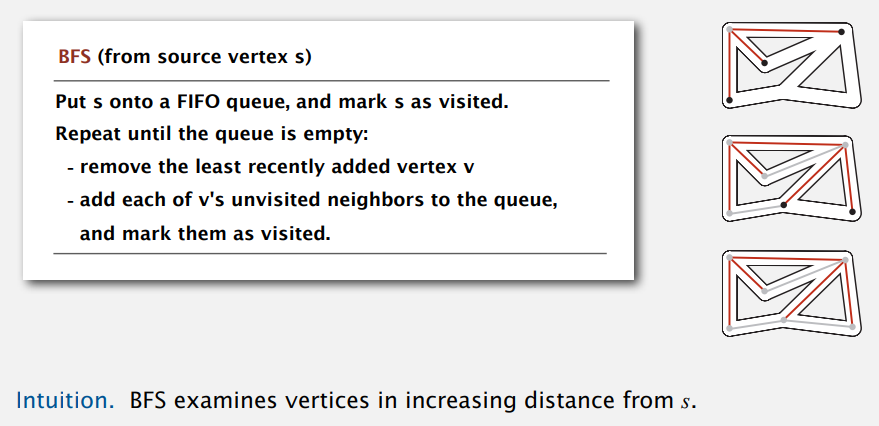 BFS (from source vertex s)
Put s onto a FIFO queue, and mark s as visited.
Repeat until the queue is empty:
- remove the least recently added vertex v
- add each of v's unvisited neighbors to the queue,
and mark them as visited.
Intuition. BFS examines vertices in increasing distance from s.